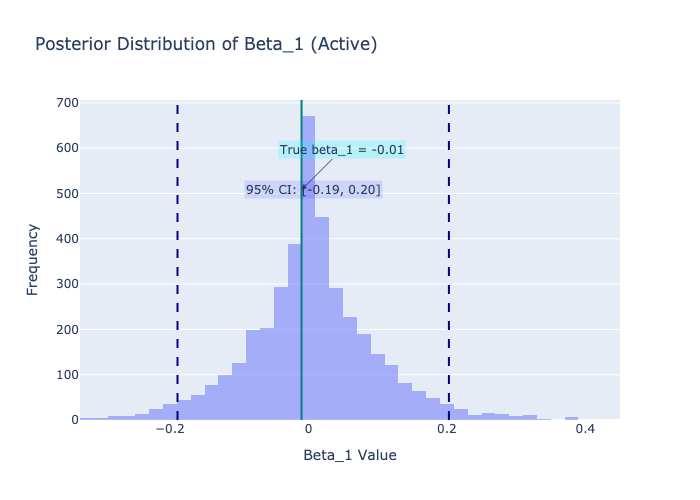 Posterior Distribution of Beta_1 (Active)
700
600
500
400
300
200
100
0
Frequency
True beta_1 = -0.01
95% CI: [-0.19, 0.20]
−0.2
0
0.2
0.4
Beta_1 Value